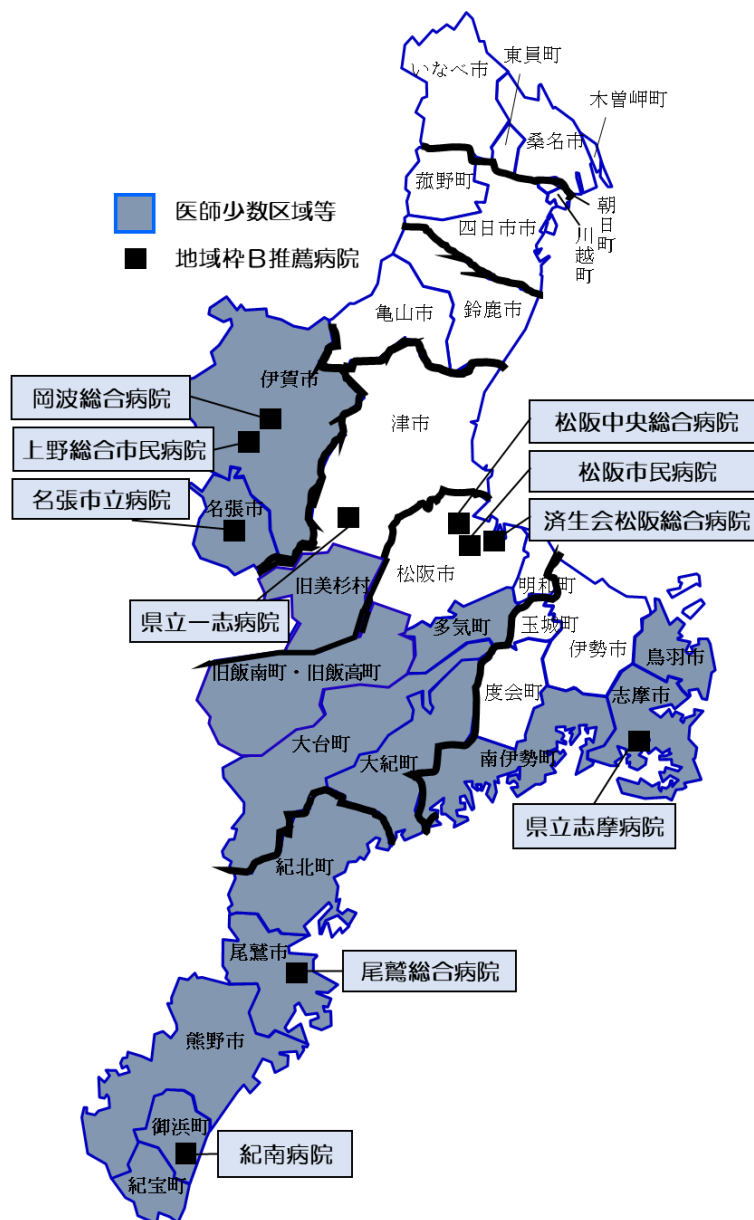 東員町
いなべ市
木曽岬町
桑名市
菰野町
朝日町
川越町
四日市市
医師少数区域等
地域枠B推薦病院
亀山市
鈴鹿市
伊賀市
岡波総合病院
上野総合市民病院
津市
松阪中央総合病院
松阪市民病院
名張市立病院
名張市
済生会松阪総合病院
松阪市
明和町
旧美杉村
県立一志病院
多気町
玉城町
伊勢市
鳥羽市
旧飯南町・旧飯高町
度会町
志摩市
大台町
大紀町
南伊勢町
県立志摩病院
紀北町
尾鷲市
尾鷲総合病院
熊野市
御浜町
紀南病院
紀宝町